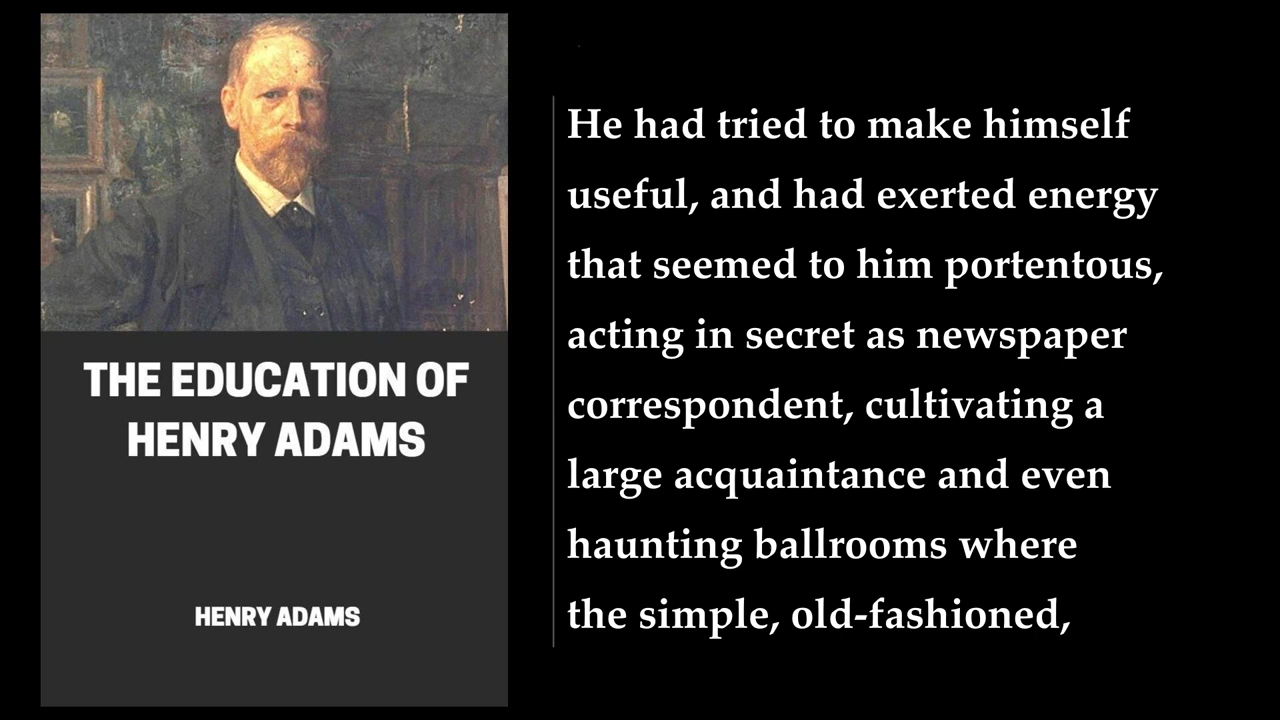 THE EDUCATION OF
HENRY ADAMS
HENRY ADAMS
He had tried to make himself
useful, and had exerted energy
that seemed to him portentous,
acting in secret as newspaper
correspondent, cultivating a
large acquaintance and even
haunting ballrooms where
the simple, old-fashioned,